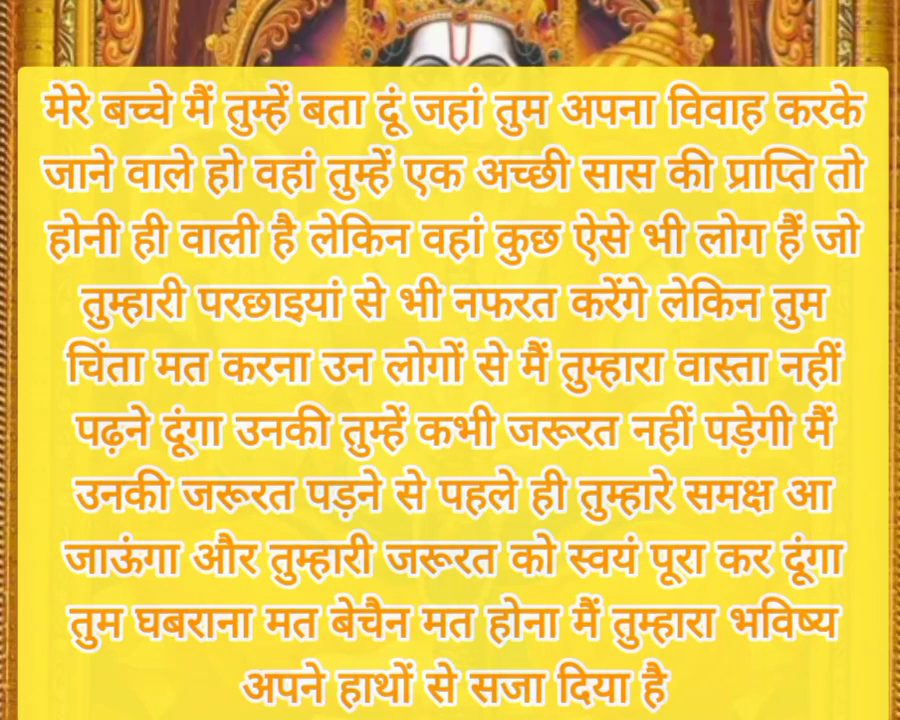 मेरे बच्चे मैं तुम्हें बता दूं जहां तुम अपना विवाह करके
जाने वाले हो वहां तुम्हें एक अच्छी सास की प्राप्ति तो
होनी ही वाली है लेकिन वहां कुछ ऐसे भी लोग हैं जो
तुम्हारी परछाइयां से भी नफरत करेंगे लेकिन तुम
चिंता मत करना उन लोगों से मैं तुम्हारा वास्ता नहीं
पढ़ने दूंगा उनकी तुम्हें कभी जरूरत नहीं पड़ेगी मैं
उनकी जरूरत पड़ने से पहले ही तुम्हारे समक्ष आ
जाऊंगा और तुम्हारी जरूरत को स्वयं पूरा कर दूंगा
तुम घबराना मत बेचैन मत होना मैं तुम्हारा भविष्य
अपने हाथों से सजा दिया है